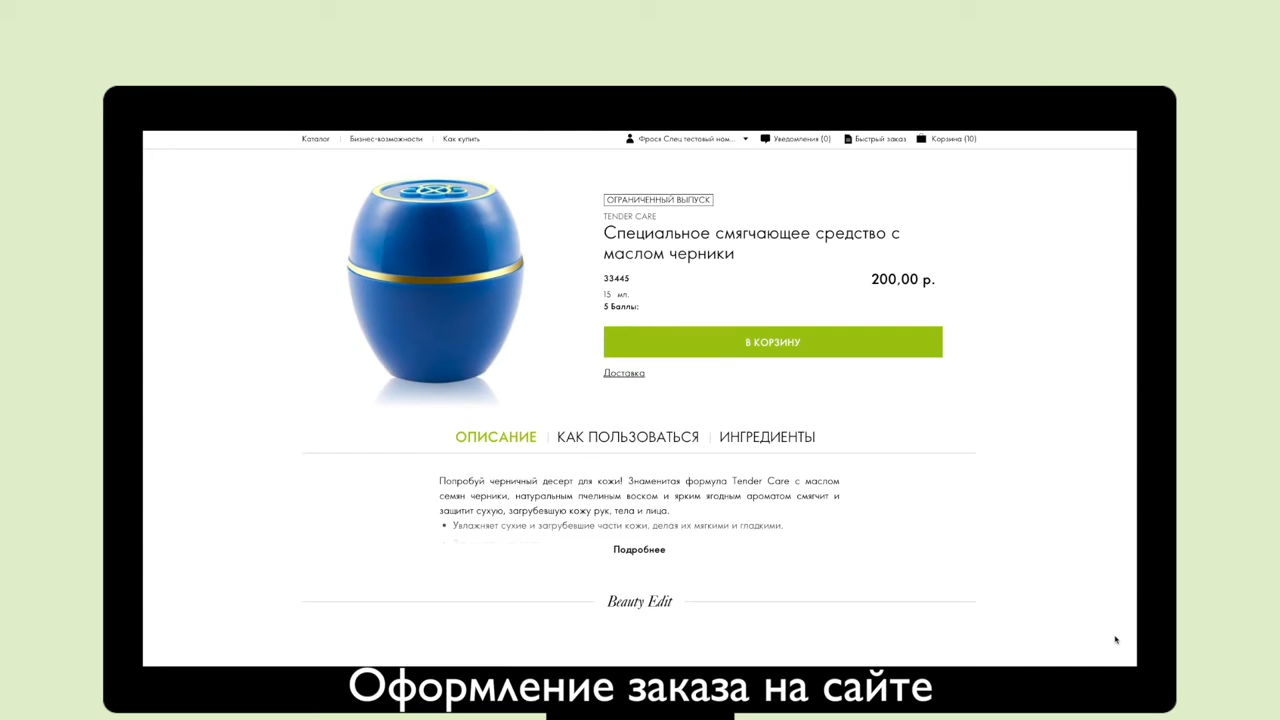 Каталог | Бизнес-возможности | Как купить
Фрося Спец тестовый ном... Уведомления (0) Быстрый заказ Корзина (10)
ОГРАНИЧЕННЫЙ ВЫПУСК
TENDER CARE
Специальное смягчающее средство с
маслом черники
33445
200,00 р.
15 мл.
5 Баллы:
В КОРЗИНУ
Доставка
ОПИСАНИЕ | КАК ПОЛЬЗОВАТЬСЯ | ИНГРЕДИЕНТЫ
Попробуй черничный десерт для кожи! Знаменитая формула Tender Care с маслом
семян черники, натуральным пчелиным воском и ярким ягодным ароматом смягчит и
защитит сухую, загрубевшую кожу рук, тела и лица.
• Увлажняет сухие и загрубевшие части кожи, делая их мягкими и гладкими.
Подробнее
Beauty Edit
Оформление заказа на сайте